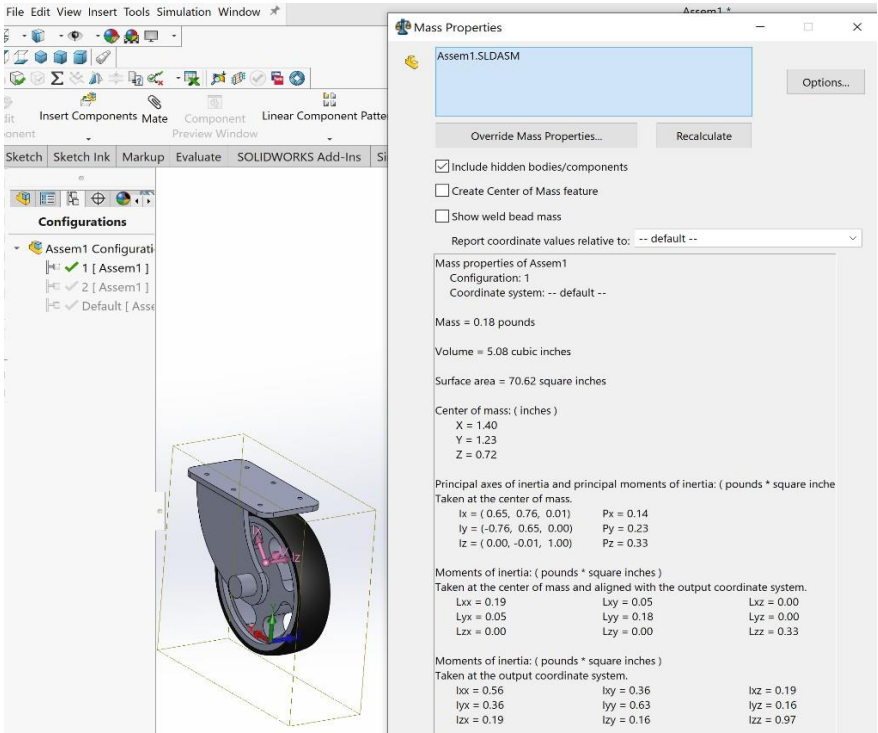 File Edit View Insert Tools Simulation Window
Assem1 *
Insert Components Mate Component Preview Window Linear Component Patte
Sketch Sketch Ink Markup Evaluate SOLIDWORKS Add-Ins Si
Configurations
Assem1 Configurati
1 [ Assem1 ]
2 [ Assem1 ]
Default [ Asse
Mass Properties
Assem1.SLDASM
Options...
Override Mass Properties...
Recalculate
Include hidden bodies/components
Create Center of Mass feature
Show weld bead mass
Report coordinate values relative to: -- default --
Mass properties of Assem1
Configuration: 1
Coordinate system: -- default --
Mass = 0.18 pounds
Volume = 5.08 cubic inches
Surface area = 70.62 square inches
Center of mass: ( inches )
X = 1.40
Y = 1.23
Z = 0.72
Principal axes of inertia and principal moments of inertia: ( pounds * square inche
Taken at the center of mass.
Ix = ( 0.65, 0.76, 0.01) Px = 0.14
Iy = (-0.76, 0.65, 0.00) Py = 0.23
Iz = ( 0.00, -0.01, 1.00) Pz = 0.33
Moments of inertia: ( pounds * square inches )
Taken at the center of mass and aligned with the output coordinate system.
Lxx = 0.19 Lxy = 0.05 Lxz = 0.00
Lyx = 0.05 Lyy = 0.18 Lyz = 0.00
Lzx = 0.00 Lzy = 0.00 Lzz = 0.33
Moments of inertia: ( pounds * square inches )
Taken at the output coordinate system.
Ixx = 0.56 Ixy = 0.36 Ixz = 0.19
Iyx = 0.36 Iyy = 0.63 Iyz = 0.16
Izx = 0.19 Izy = 0.16 Izz = 0.97